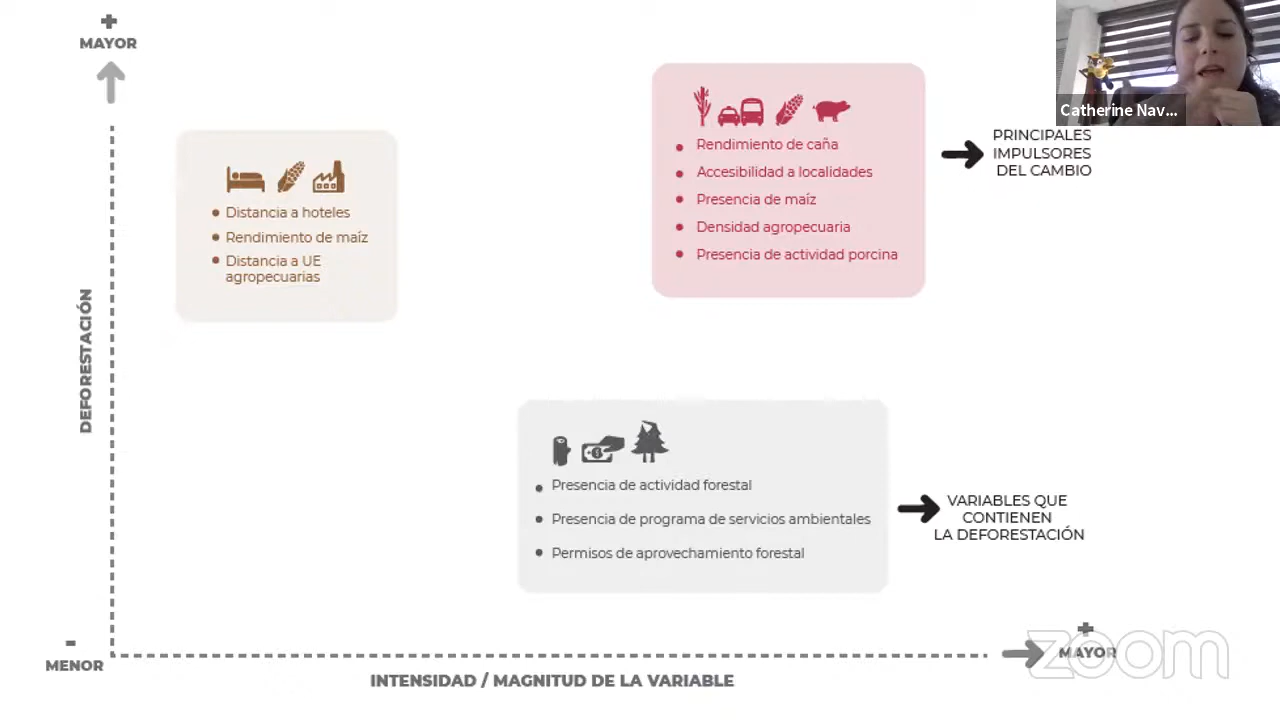 +
MAYOR
Catherine Nav...
PRINCIPALES
IMPULSORES
DEL CAMBIO
Rendimiento de caña
Accesibilidad a localidades
Presencia de maíz
Densidad agropecuaria
Presencia de actividad porcina
Distancia a hoteles
Rendimiento de maíz
Distancia a UE
agropecuarias
DEFORESTACIÓN
$
Presencia de actividad forestal
Presencia de programa de servicios ambientales
Permisos de aprovechamiento forestal
VARIABLES QUE
CONTIENEN
LA DEFORESTACIÓN
-
MENOR
+
MAYOR
zoom
INTENSIDAD / MAGNITUD DE LA VARIABLE